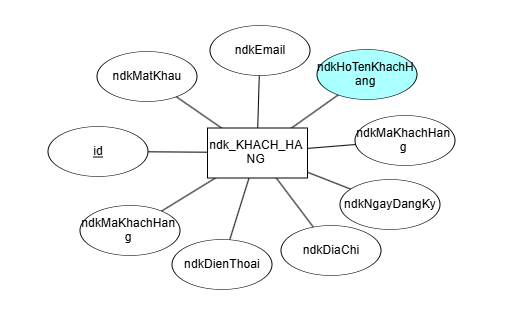 ndkEmail
ndkHoTenKhachH
ang
ndkMatKhau
ndkMaKhachHan
g
ndk_KHACH_HA
NG
id
ndkNgayDangKy
ndkMaKhachHan
g
ndkDiaChi
ndkDienThoai